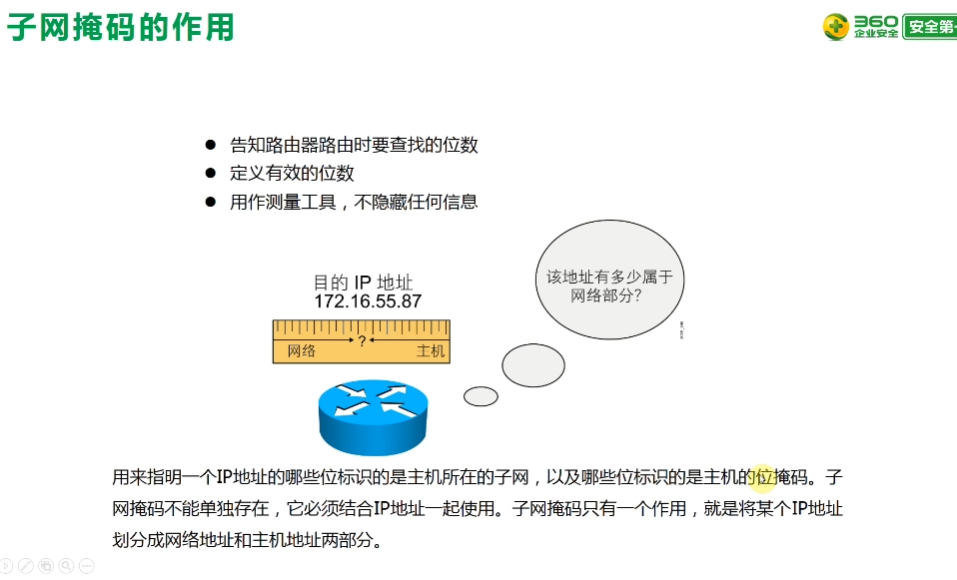 子网掩码的作用
360
企业安全
安全第一
告知路由器路由时要查找的位数
定义有效的位数
用作测量工具，不隐藏任何信息
该地址有多少属于
网络部分?
目的 IP 地址
172.16.55.87
?
网络 主机
用来指明一个IP地址的哪些位标识的是主机所在的子网，以及哪些位标识的是主机的位掩码。子
网掩码不能单独存在，它必须结合IP地址一起使用。子网掩码只有一个作用，就是将某个IP地址
划分成网络地址和主机地址两部分。